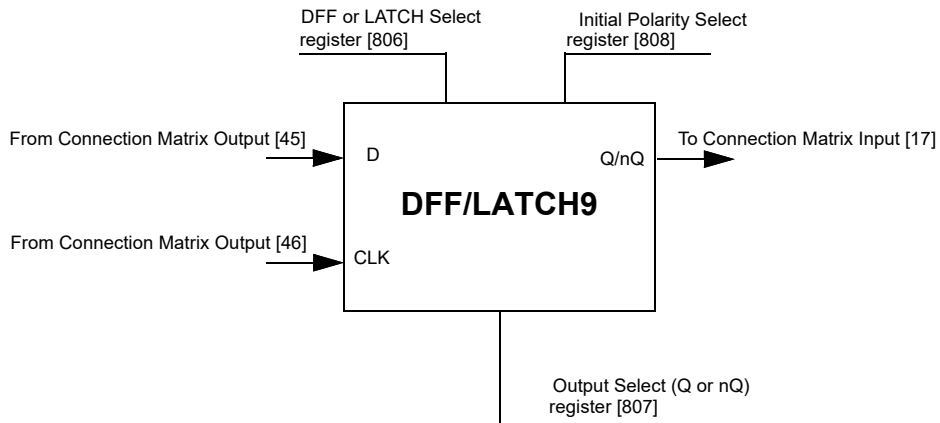 DFF or LATCH Select
register [806]
Initial Polarity Select
register [808]
From Connection Matrix Output [45]
D
Q/nQ
To Connection Matrix Input [17]
DFF/LATCH9
From Connection Matrix Output [46]
CLK
Output Select (Q or nQ)
register [807]